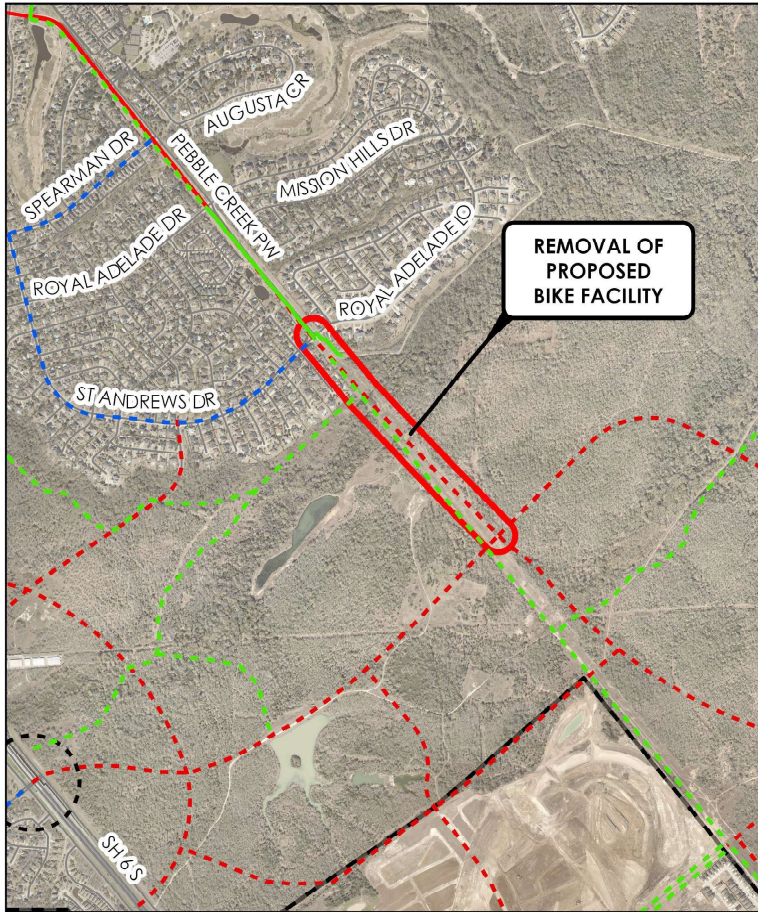 AUGUSTA CR
SPEARMAN DR
PEBBLE CREEK PW
MISSION HILLS DR
ROYAL ADELADE DR
ROYAL ADELADE 10
REMOVAL OF
PROPOSED
BIKE FACILITY
ST ANDREWS DR
SH 6 S